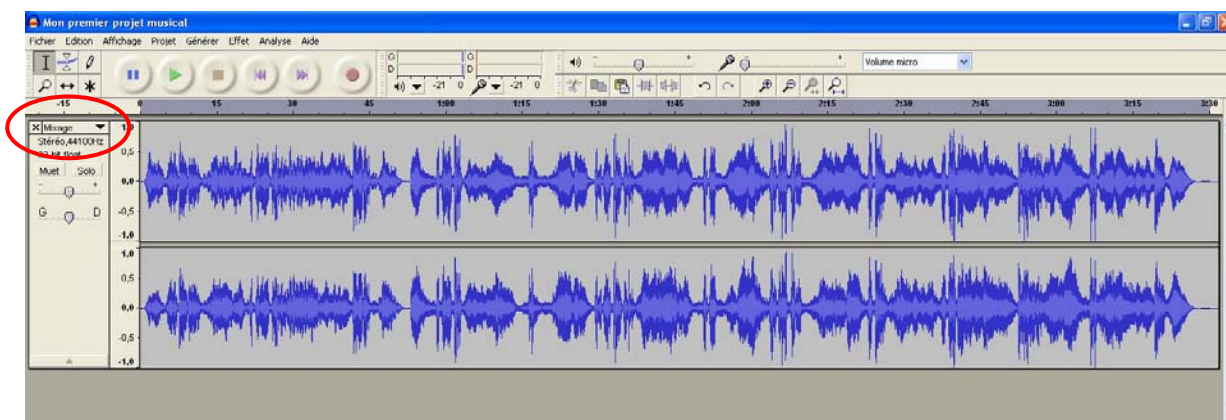 Mon premier projet musical
Fichier Edition Affichage Projet Générer Effet Analyse Aide
G G
D D
-21 0 -21 0
Volume micro
-15 0 15 30 45 1:00 1:15 1:30 1:45 2:00 2:15 2:30 2:45 3:00 3:15 3:30
Mixage
Stéréo,44100Hz
32-bit float
Muet Solo
- +
G D
1,0
0,5
0,0
-0,5
-1,0
1,0
0,5
0,0
-0,5
-1,0